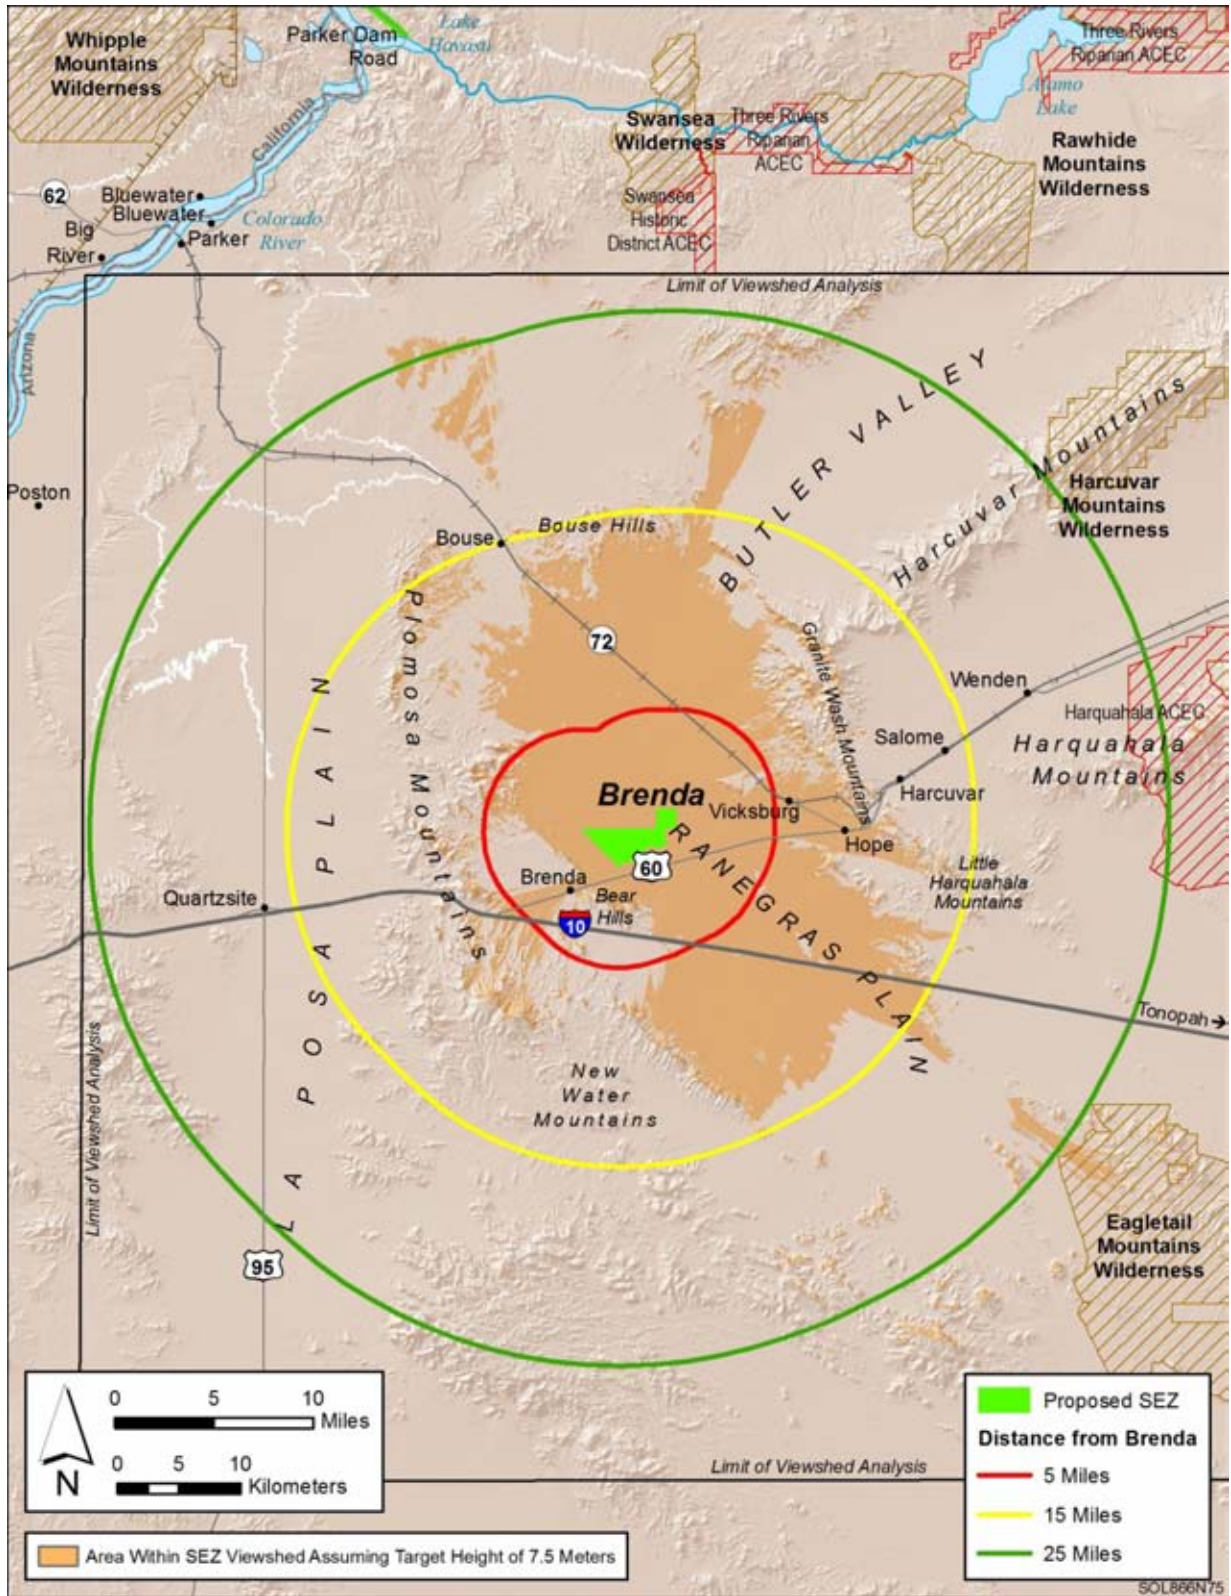 Whipple
Mountains
Wilderness
Parker Dam
Road
Lake
Havasu
Three Rivers
Riparian ACEC
Alamo
Lake
California
Swansea
Wilderness
Three Rivers
Riparian
ACEC
Rawhide
Mountains
Wilderness
62
Bluewater
Bluewater
Big
River
Parker
Colorado
River
Swansea
Historic
District ACEC
Limit of Viewshed Analysis
Arizona
BUTLER VALLEY
Harcuvar Mountains
Harcuvar
Mountains
Wilderness
Poston
Bouse
Bouse Hills
72
Plomosa Mountains
Granite Wash Mountains
Wenden
Harquahala ACEC
Harquahala
Mountains
Salome
Harcuvar
Brenda
Vicksburg
Hope
60
RANEGRAS PLAIN
Little
Harquahala
Mountains
Brenda
Bear
Hills
10
Quartzsite
LA POSA PLAIN
Tonopah
New
Water
Mountains
Limit of Viewshed Analysis
Eagletail
Mountains
Wilderness
95
Limit of Viewshed Analysis
0 5 10
Miles
0 5 10
Kilometers
N
Area Within SEZ Viewshed Assuming Target Height of 7.5 Meters
Proposed SEZ
Distance from Brenda
5 Miles
15 Miles
25 Miles
SOL866N75